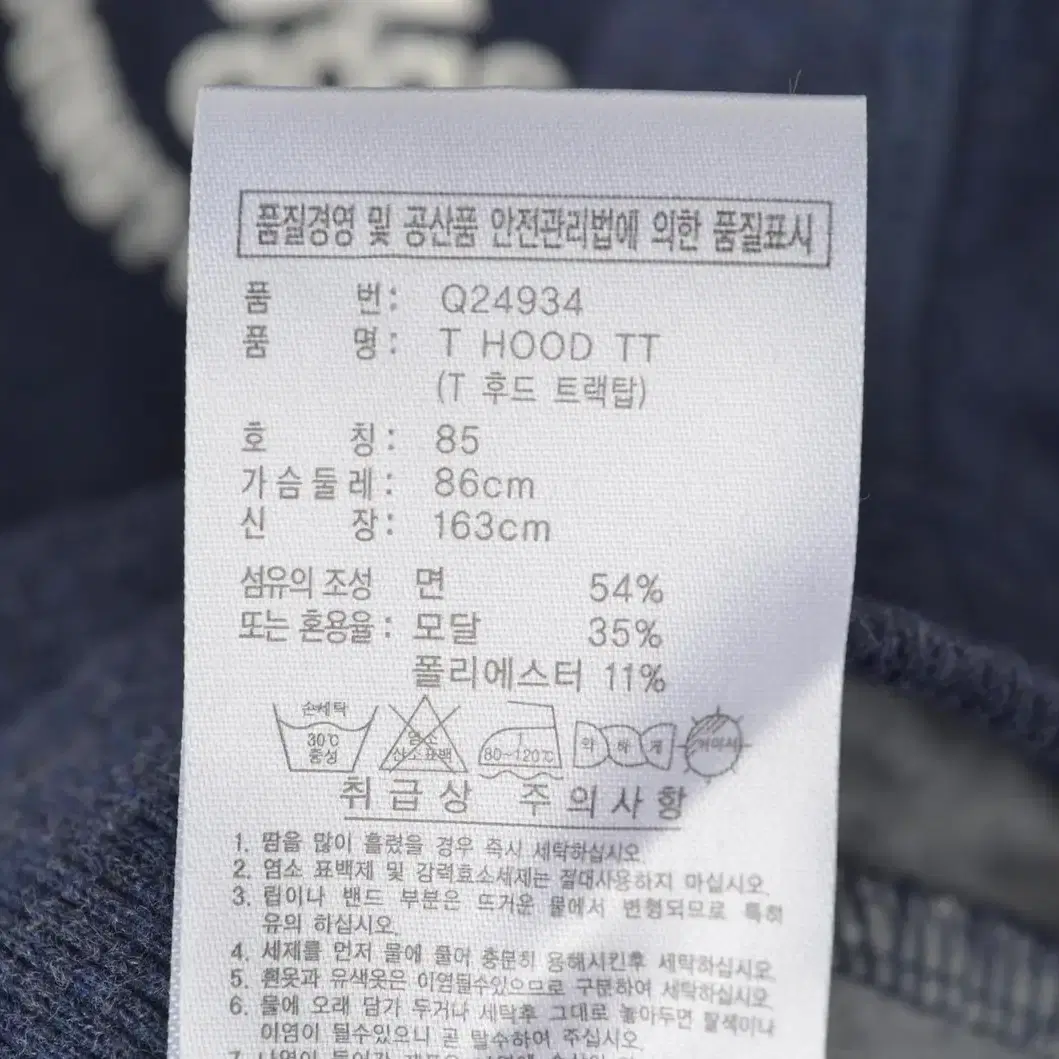 품질경영 및 공산품 안전관리법에 의한 품질표시
품 번: Q24934
품 명: T HOOD TT
(T 후드 트랙탑)
호 칭: 85
가슴둘레: 86cm
신 장: 163cm
섬유의 조성 면 54%
또는 혼용율: 모달 35%
폴리에스터 11%
손세탁
30℃
중성
염소
산소표백
1
80~120℃
약하게
뉘어서
취급상 주의사항
1. 땀을 많이 흘렸을 경우 즉시 세탁하십시오.
2. 염소 표백제 및 강력효소세제는 절대사용하지 마십시오.
3. 립이나 밴드 부분은 뜨거운 물에서 변형되므로 특히
유의 하십시오.
4. 세제를 먼저 물에 풀어 충분히 용해시킨후 세탁하십시오.
5. 흰옷과 유색옷은 이염될수있으므로 구분하여 세탁하십시오.
6. 물에 오래 담가 두거나 세탁후 그대로 놓아두면 탈색이나
이염이 될수있으니 곧 탈수하여 주십시오.
7.